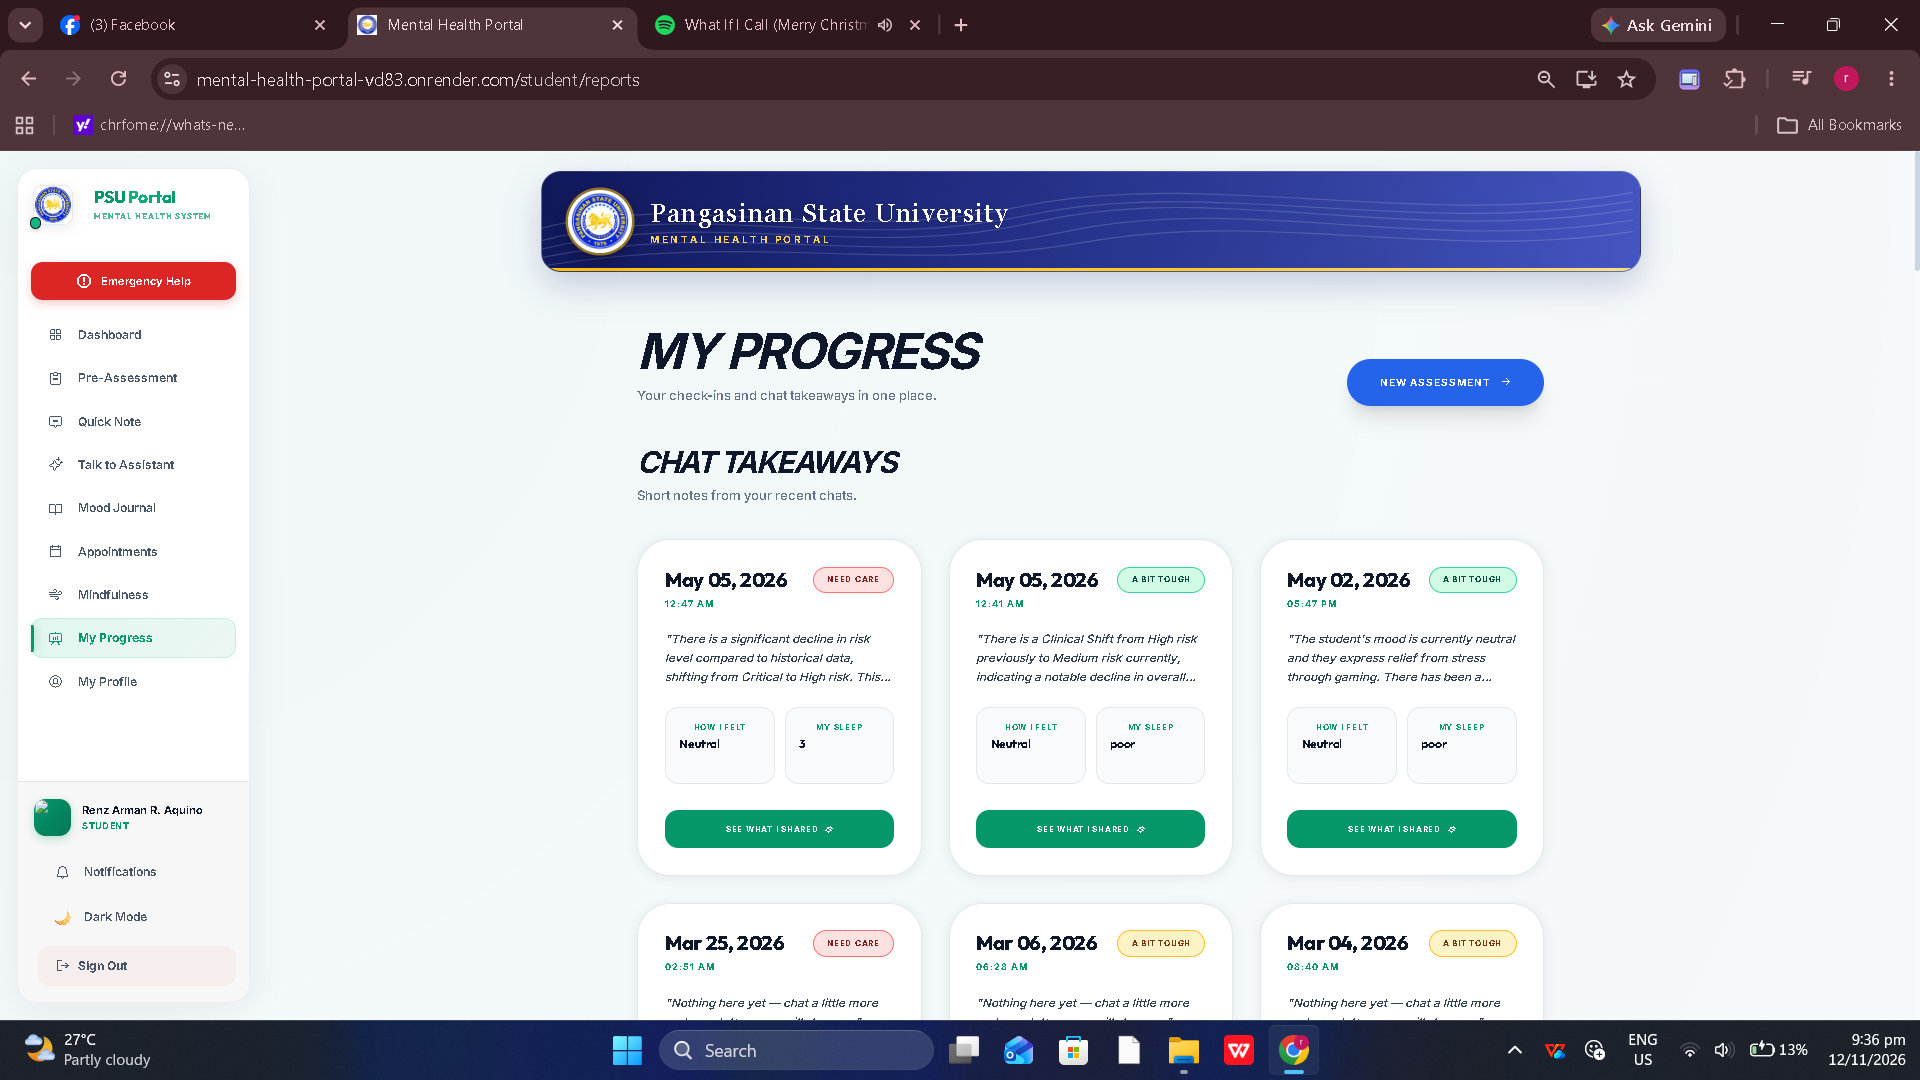 (3) Facebook
Mental Health Portal
What If I Call (Merry Christm
Ask Gemini
mental-health-portal-vd83.onrender.com/student/reports
r
chrfome://whats-ne...
All Bookmarks
PSU Portal
MENTAL HEALTH SYSTEM
Emergency Help
Dashboard
Pre-Assessment
Quick Note
Talk to Assistant
Mood Journal
Appointments
Mindfulness
My Progress
My Profile
Renz Arman R. Aquino
STUDENT
Notifications
Dark Mode
Sign Out
Pangasinan State University
MENTAL HEALTH PORTAL
MY PROGRESS
Your check-ins and chat takeaways in one place.
NEW ASSESSMENT →
CHAT TAKEAWAYS
Short notes from your recent chats.
May 05, 2026
NEED CARE
12:47 AM
"There is a significant decline in risk
level compared to historical data,
shifting from Critical to High risk. This...
HOW I FELT
Neutral
MY SLEEP
3
SEE WHAT I SHARED
May 05, 2026
A BIT TOUGH
12:41 AM
"There is a Clinical Shift from High risk
previously to Medium risk currently,
indicating a notable decline in overall...
HOW I FELT
Neutral
MY SLEEP
poor
SEE WHAT I SHARED
May 02, 2026
A BIT TOUGH
05:47 PM
"The student's mood is currently neutral
and they express relief from stress
through gaming. There has been a...
HOW I FELT
Neutral
MY SLEEP
poor
SEE WHAT I SHARED
Mar 25, 2026
NEED CARE
02:51 AM
"Nothing here yet — chat a little more
Mar 06, 2026
A BIT TOUGH
06:28 AM
"Nothing here yet — chat a little more
Mar 04, 2026
A BIT TOUGH
08:40 AM
"Nothing here yet — chat a little more
27°C
Partly cloudy
Search
ENG
US
13%
9:36 pm
12/11/2026